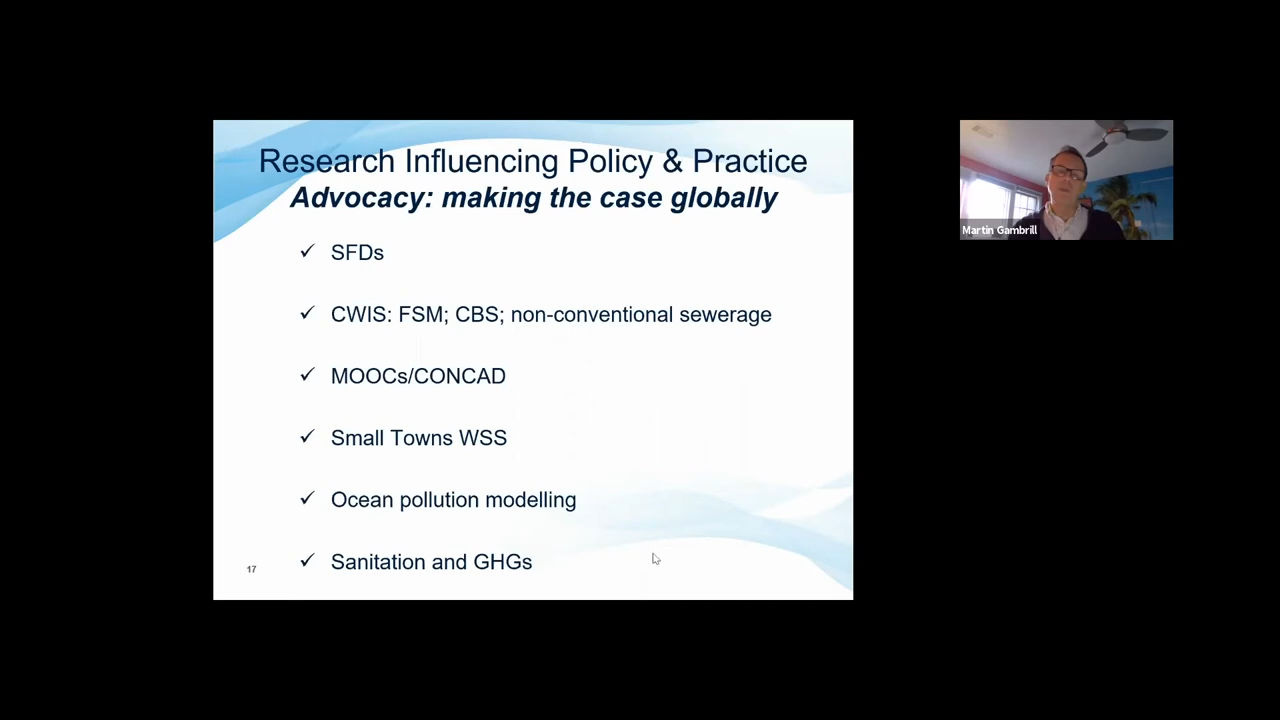 Research Influencing Policy & Practice
Advocacy: making the case globally
✓ SFDs
✓ CWIS: FSM; CBS; non-conventional sewerage
✓ MOOCs/CONCAD
✓ Small Towns WSS
✓ Ocean pollution modelling
✓ Sanitation and GHGs
17
Martin Gambrill